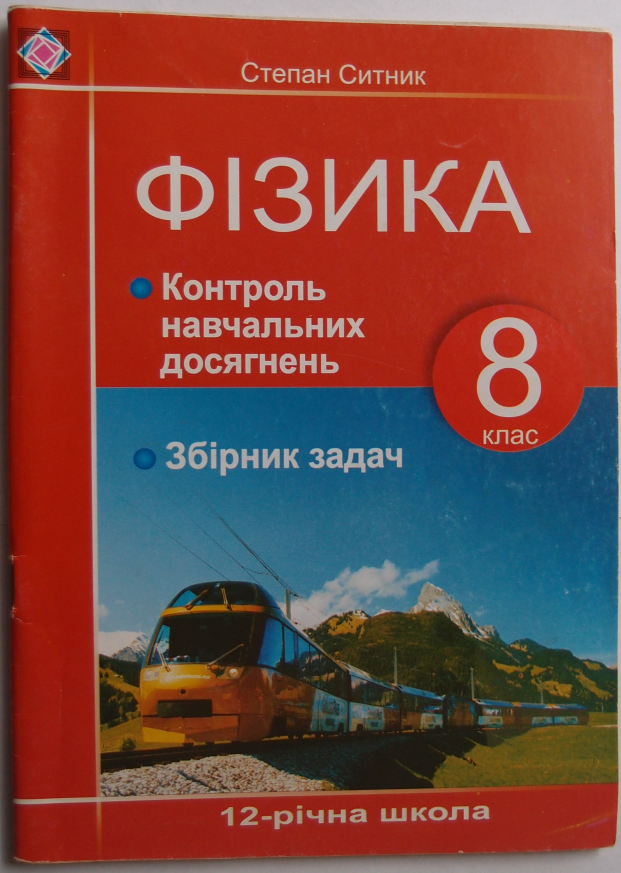 Степан Ситник
ФІЗИКА
Контроль
навчальних
досягнень
8
клас
Збірник задач
12-річна школа